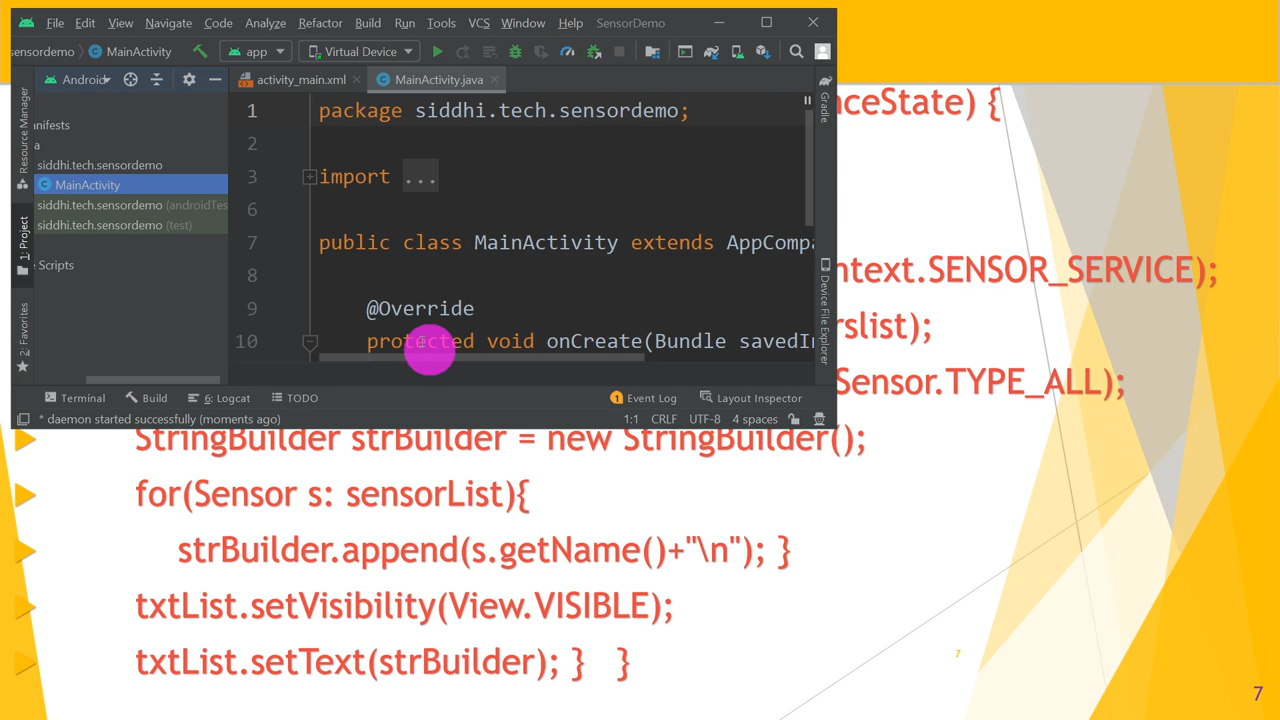 File Edit View Navigate Code Analyze Refactor Build Run Tools VCS Window Help SensorDemo
sensordemo MainActivity app Virtual Device
Android activity_main.xml MainActivity.java
Resource Manager
1: Project
2: Favorites
anifests
a
siddhi.tech.sensordemo
MainActivity
siddhi.tech.sensordemo (androidTes
siddhi.tech.sensordemo (test)
e Scripts
1 package siddhi.tech.sensordemo;
2
3 import ...
6
7 public class MainActivity extends AppCompa
8
9 @Override
10 protected void onCreate(Bundle savedIn
Gradle
Device File Explorer
Terminal Build 6: Logcat TODO 1 Event Log Layout Inspector
* daemon started successfully (moments ago) 1:1 CRLF UTF-8 4 spaces
nceState) {
ntext.SENSOR_SERVICE);
rslist);
Sensor.TYPE_ALL);
StringBuilder strBuilder = new StringBuilder();
for(Sensor s: sensorList){
strBuilder.append(s.getName()+"\n"); }
txtList.setVisibility(View.VISIBLE);
txtList.setText(strBuilder); } }
7
7